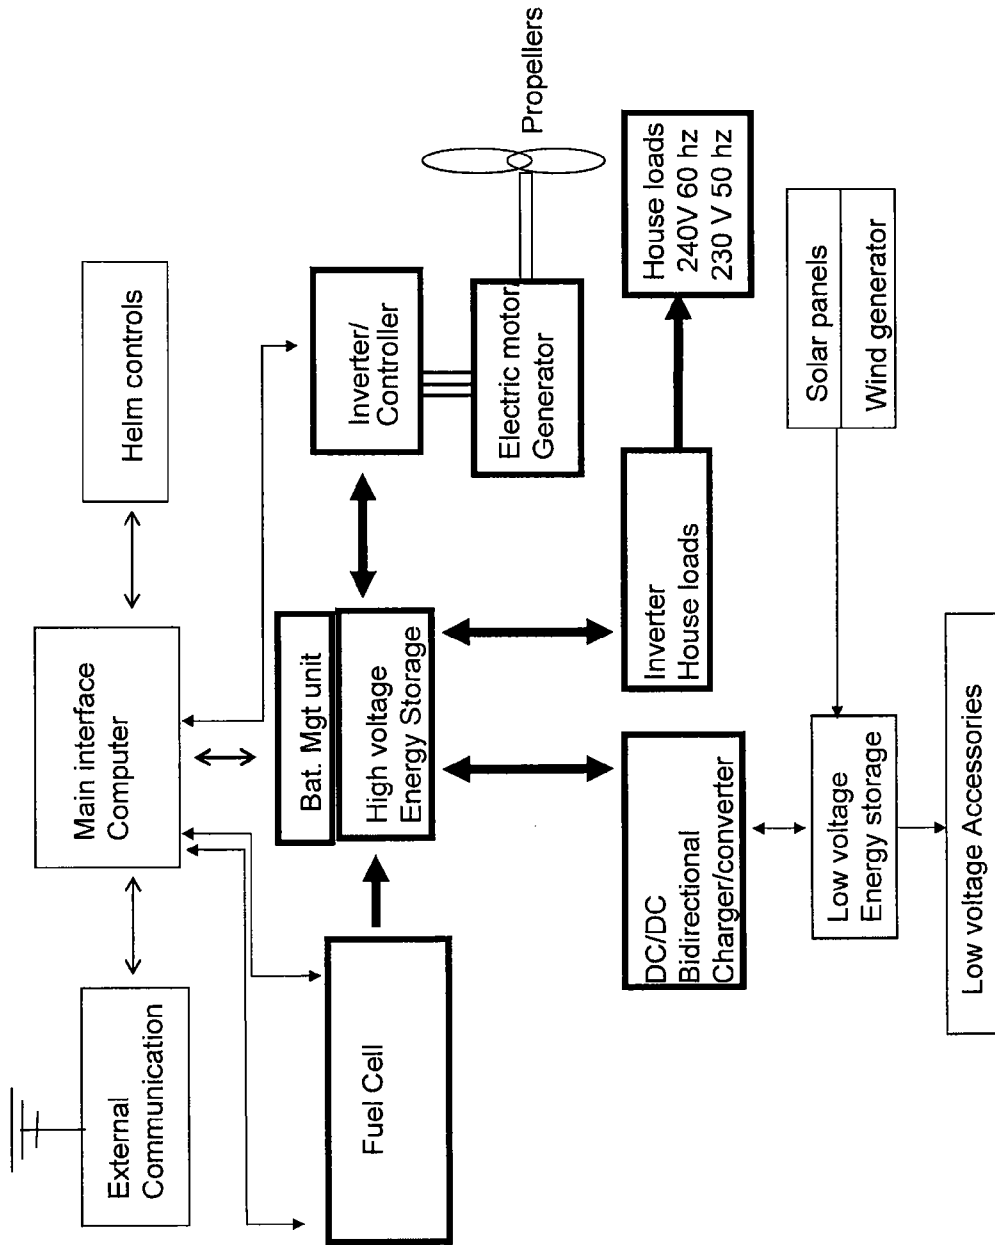 External
Communication
Main interface
Computer
Helm controls
Fuel Cell
Bat. Mgt unit
High voltage
Energy Storage
Inverter/
Controller
Electric motor/
Generator
Propellers
DC/DC
Bidirectional
Charger/converter
Inverter
House loads
House loads
240V 60 hz
230 V 50 hz
Low voltage
Energy storage
Solar panels
Wind generator
Low voltage Accessories